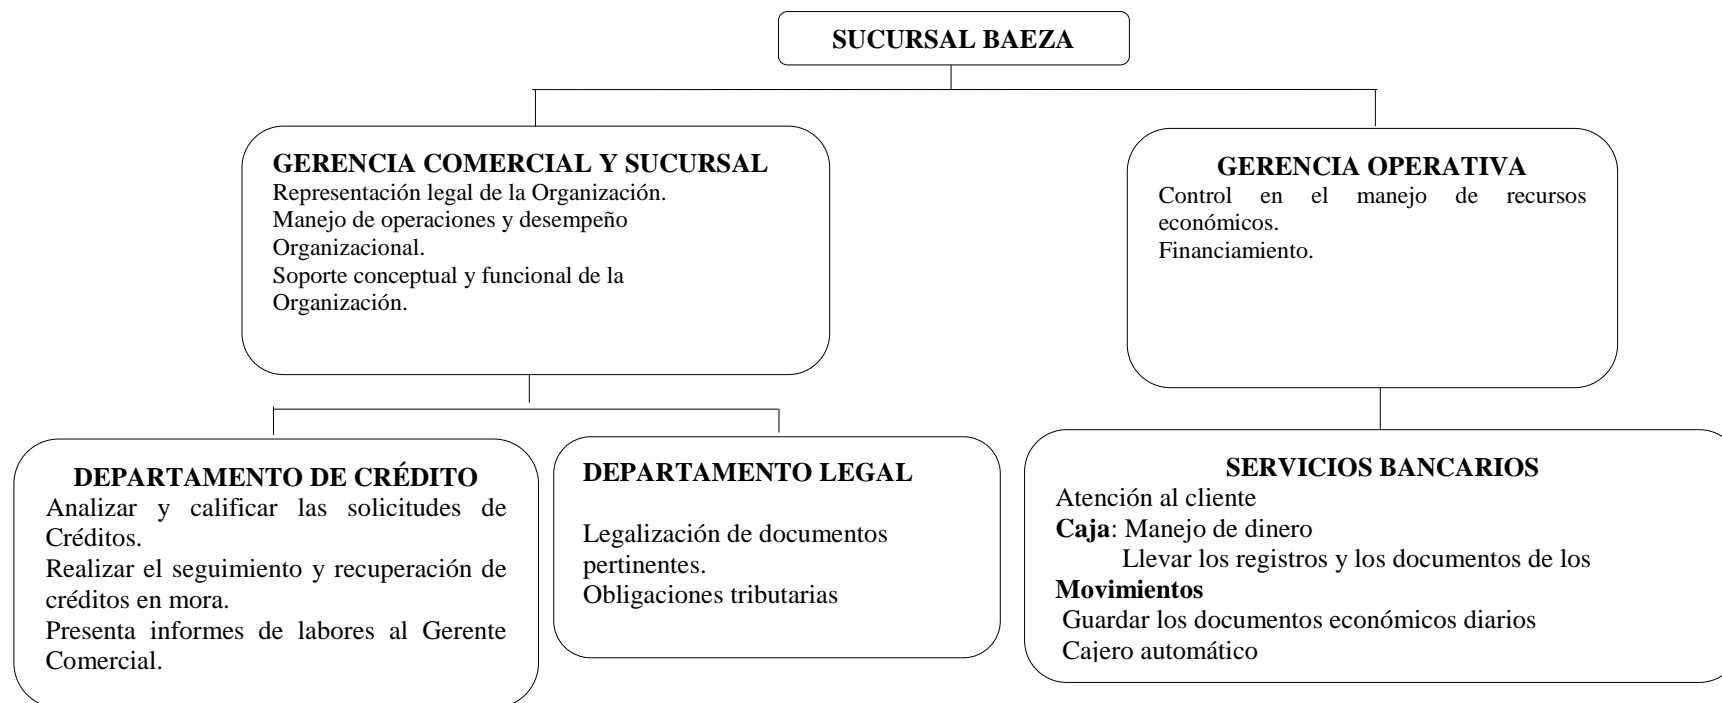 SUCURSAL BAEZA
GERENCIA COMERCIAL Y SUCURSAL
Representación legal de la Organización.
Manejo de operaciones y desempeño
Organizacional.
Soporte conceptual y funcional de la
Organización.
GERENCIA OPERATIVA
Control en el manejo de recursos
económicos.
Financiamiento.
DEPARTAMENTO DE CRÉDITO
Analizar y calificar las solicitudes de
Créditos.
Realizar el seguimiento y recuperación de
créditos en mora.
Presenta informes de labores al Gerente
Comercial.
DEPARTAMENTO LEGAL
Legalización de documentos
pertinentes.
Obligaciones tributarias
SERVICIOS BANCARIOS
Atención al cliente
Caja: Manejo de dinero
Llevar los registros y los documentos de los
Movimientos
Guardar los documentos económicos diarios
Cajero automático